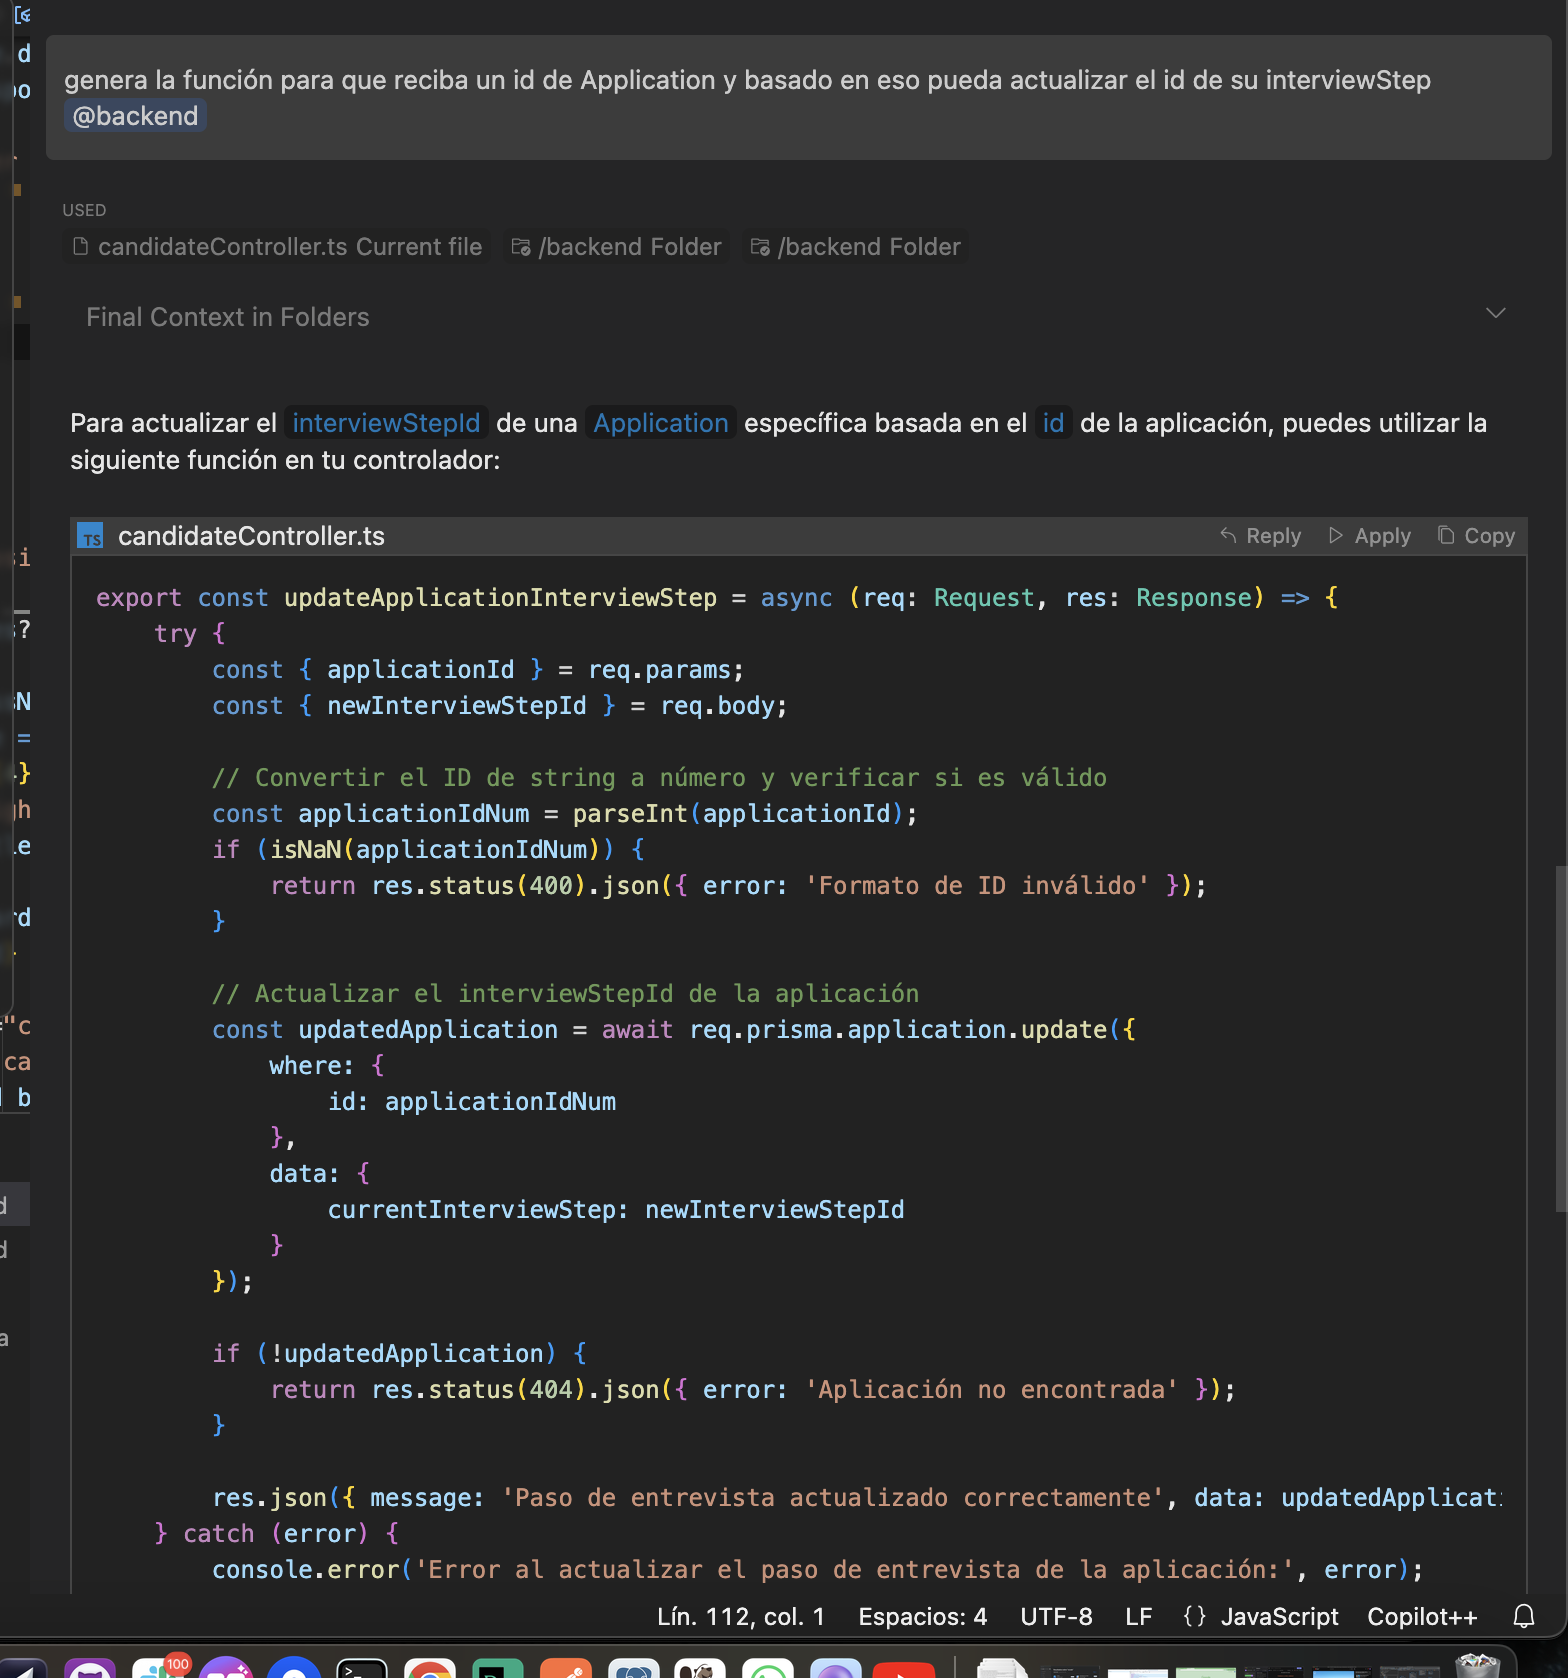 genera la función para que reciba un id de Application y basado en eso pueda actualizar el id de su interviewStep
@backend
USED
candidateController.ts Current file /backend Folder /backend Folder
Final Context in Folders
Para actualizar el interviewStepId de una Application específica basada en el id de la aplicación, puedes utilizar la
siguiente función en tu controlador:
TS candidateController.ts Reply Apply Copy
export const updateApplicationInterviewStep = async (req: Request, res: Response) => {
    try {
        const { applicationId } = req.params;
        const { newInterviewStepId } = req.body;
        // Convertir el ID de string a número y verificar si es válido
        const applicationIdNum = parseInt(applicationId);
        if (isNaN(applicationIdNum)) {
            return res.status(400).json({ error: 'Formato de ID inválido' });
        }
        // Actualizar el interviewStepId de la aplicación
        const updatedApplication = await req.prisma.application.update({
            where: {
                id: applicationIdNum
            },
            data: {
                currentInterviewStep: newInterviewStepId
            }
        });
        if (!updatedApplication) {
            return res.status(404).json({ error: 'Aplicación no encontrada' });
        }
        res.json({ message: 'Paso de entrevista actualizado correctamente', data: updatedApplicati
    } catch (error) {
        console.error('Error al actualizar el paso de entrevista de la aplicación:', error);
Lín. 112, col. 1 Espacios: 4 UTF-8 LF {} JavaScript Copilot++
100